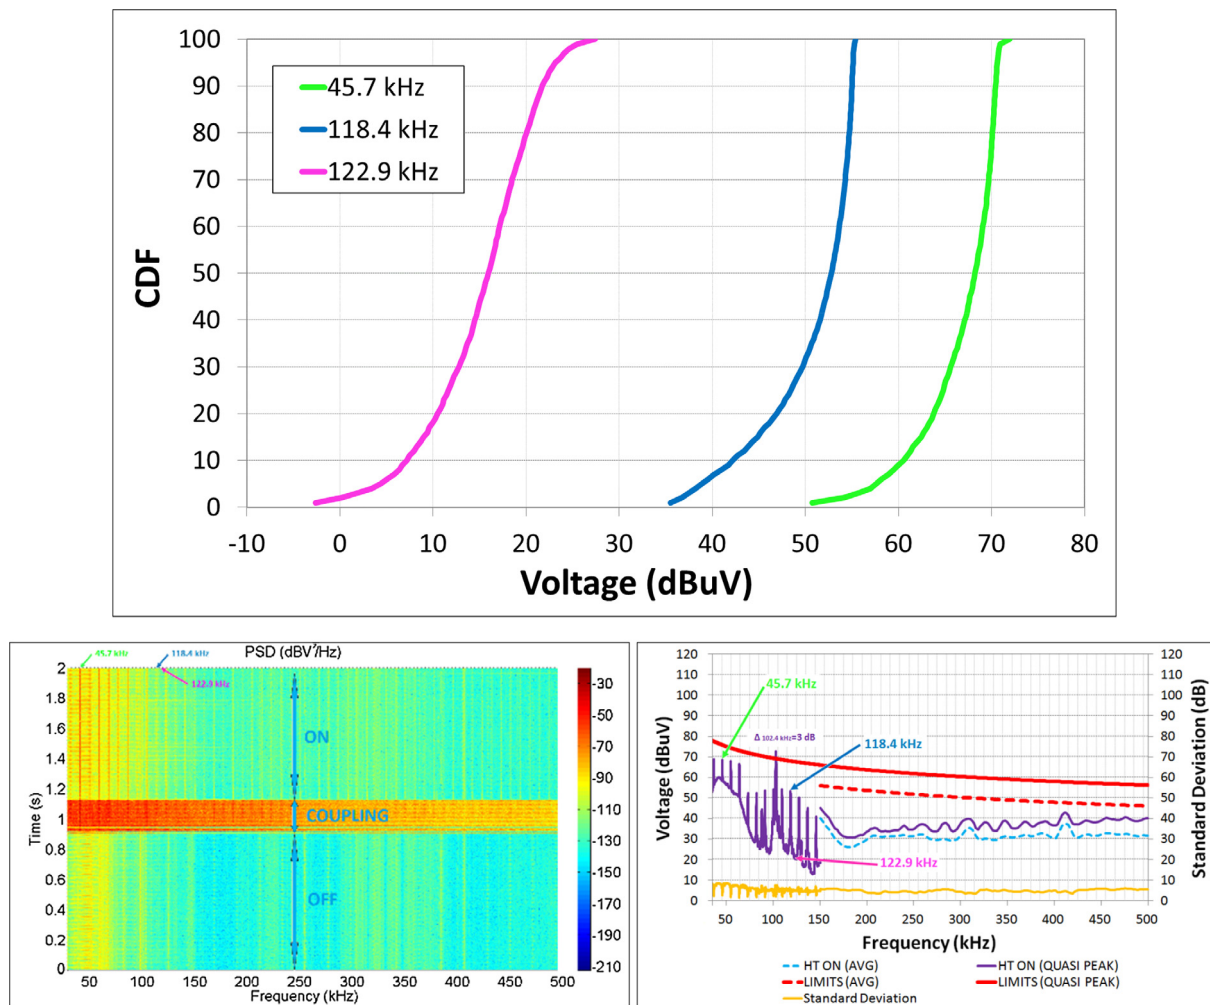 100
90
80
70
60
50
40
30
20
10
0
CDF
45.7 kHz
118.4 kHz
122.9 kHz
-10 0 10 20 30 40 50 60 70 80
Voltage (dBuV)
45.7 kHz 118.4 kHz PSD (dBV²/Hz)
122.9 kHz
2
1.8
1.6
1.4
1.2
1
0.8
0.6
0.4
0.2
0
Time (s)
ON
COUPLING
OFF
-30
-50
-70
-90
-110
-130
-150
-170
-190
-210
50 100 150 200 250 300 350 400 450 500
Frequency (kHz)
120
110
100
90
80
70
60
50
40
30
20
10
0
Voltage (dBuV)
45.7 kHz
Δ 102.4 kHz=3 dB
118.4 kHz
122.9 kHz
120
110
100
90
80
70
60
50
40
30
20
10
0
Standard Deviation (dB)
50 100 150 200 250 300 350 400 450 500
Frequency (kHz)
HT ON (AVG) HT ON (QUASI PEAK)
LIMITS (AVG) LIMITS (QUASI PEAK)
Standard Deviation